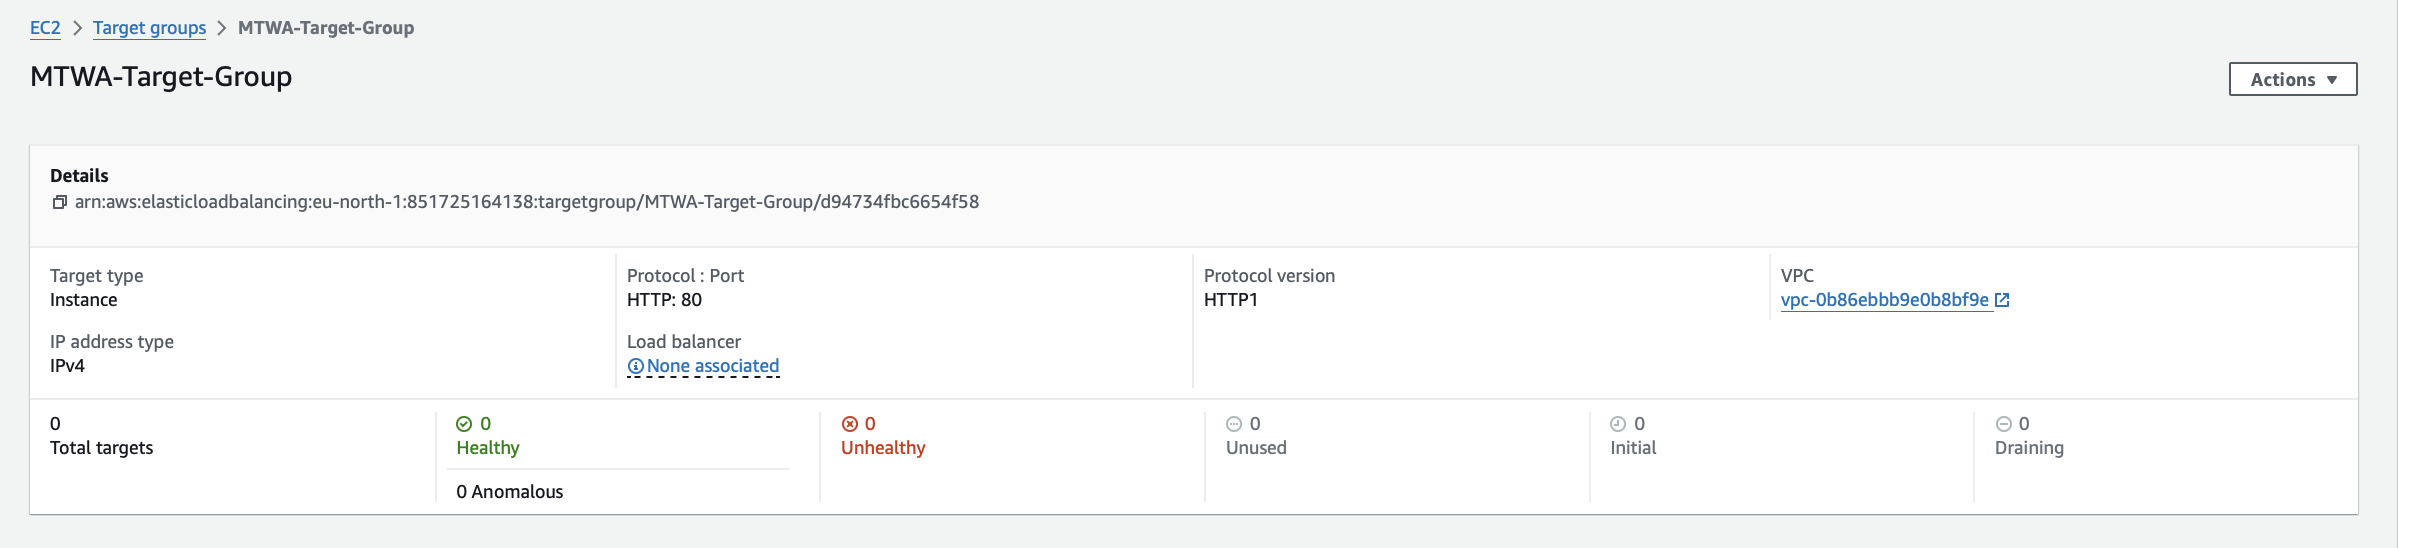 EC2 > Target groups > MTWA-Target-Group
MTWA-Target-Group
Actions
Details
arn:aws:elasticloadbalancing:eu-north-1:851725164138:targetgroup/MTWA-Target-Group/d94734fbc6654f58
Target type
Instance
Protocol : Port
HTTP: 80
Protocol version
HTTP1
VPC
vpc-0b86ebbb9e0b8bf9e
IP address type
IPv4
Load balancer
None associated
0
Total targets
0
Healthy
0 Anomalous
0
Unhealthy
0
Unused
0
Initial
0
Draining